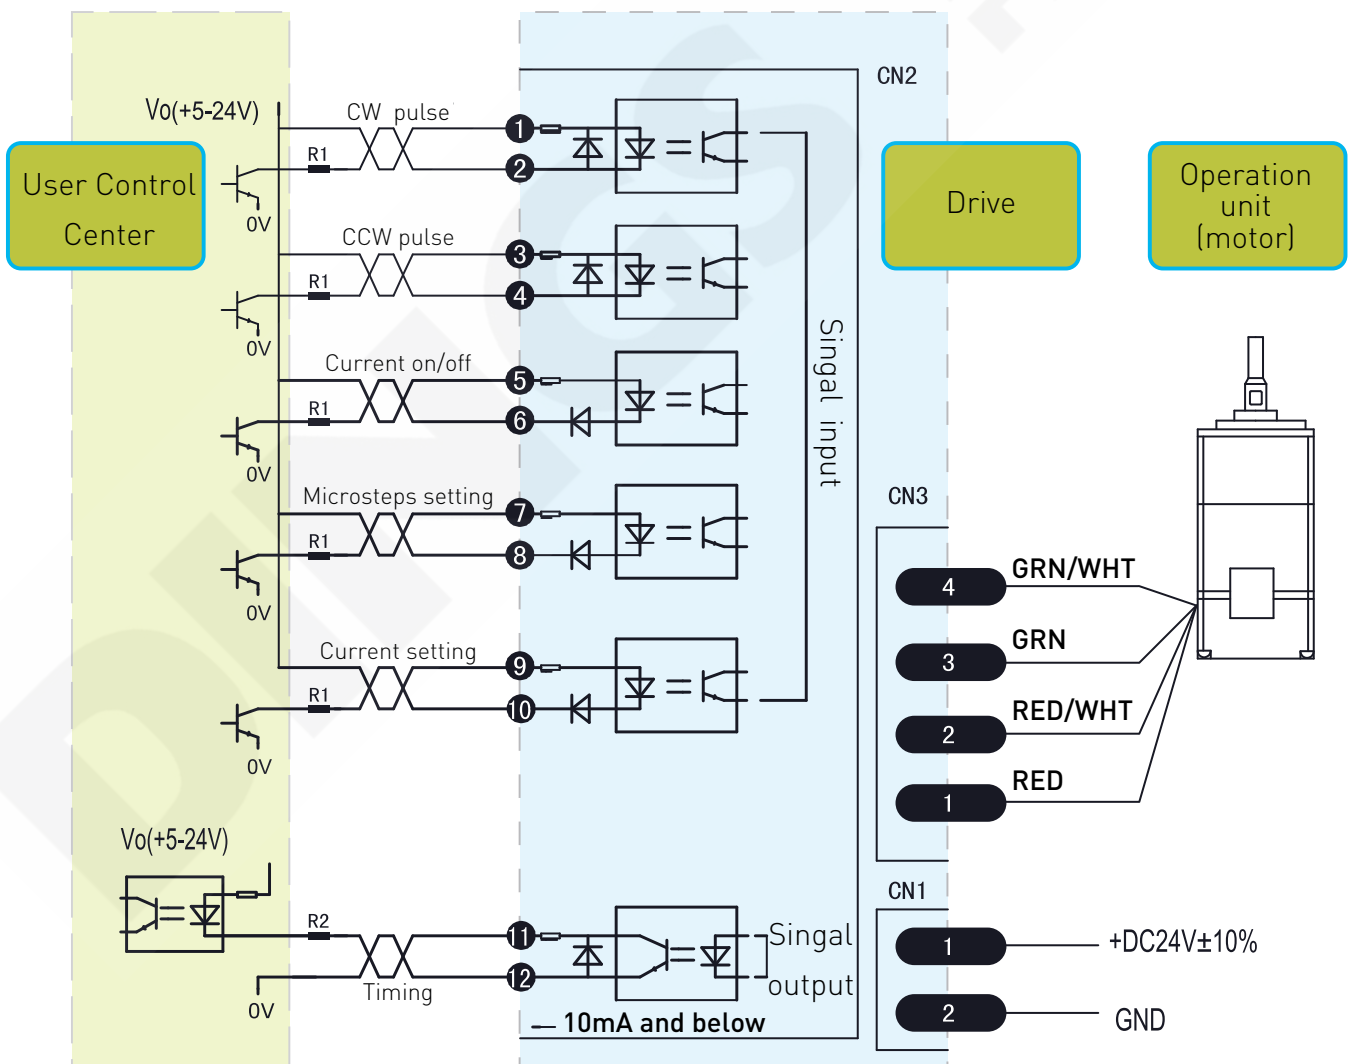 CN2
Vo(+5-24V)
CW pulse
1
R1
2
0V
User Control
Center
Drive
Operation
unit
(motor)
CCW pulse
3
R1
4
0V
Singal input
Current on/off
5
R1
6
0V
Microsteps setting
7
R1
8
0V
CN3
4
GRN/WHT
3
GRN
2
RED/WHT
1
RED
Current setting
9
R1
10
0V
Vo(+5-24V)
R2
11
12
0V
Timing
Singal
output
10mA and below
CN1
1
+DC24V±10%
2
GND
DINGS